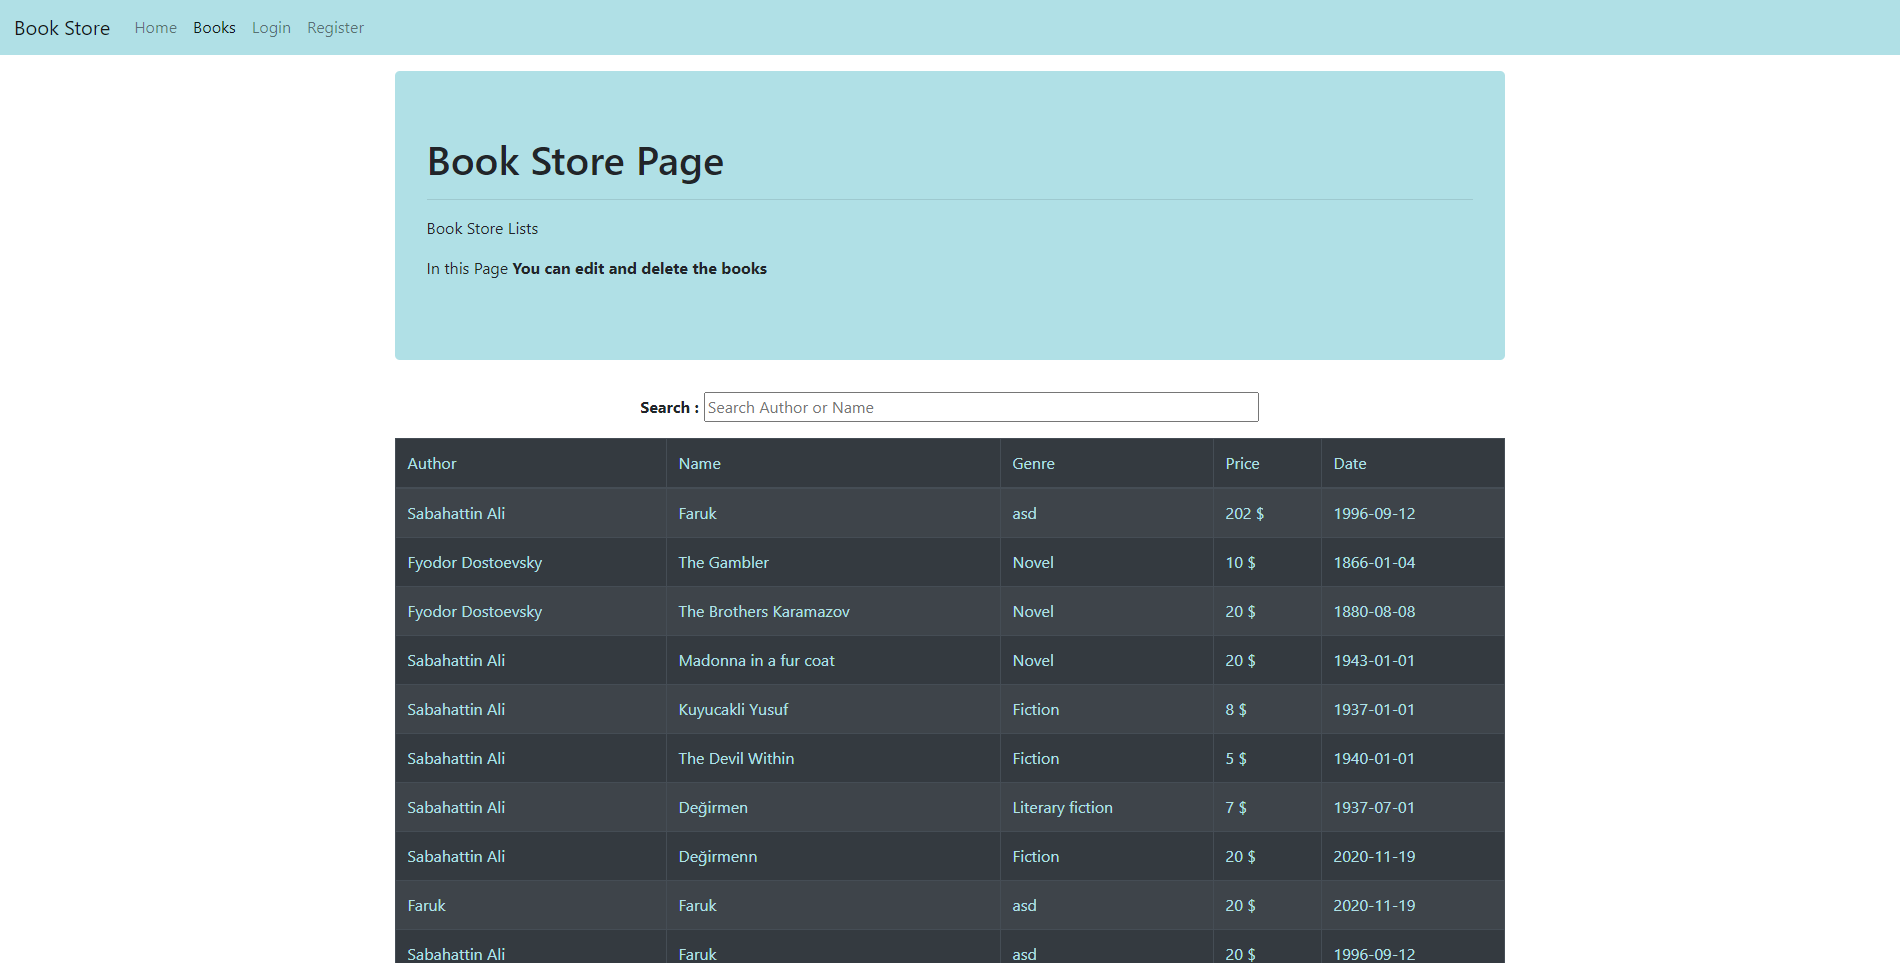 Book Store Home Books Login Register
Book Store Page
Book Store Lists
In this Page You can edit and delete the books
Search : Search Author or Name
Author Name Genre Price Date
Sabahattin Ali Faruk asd 202 $ 1996-09-12
Fyodor Dostoevsky The Gambler Novel 10 $ 1866-01-04
Fyodor Dostoevsky The Brothers Karamazov Novel 20 $ 1880-08-08
Sabahattin Ali Madonna in a fur coat Novel 20 $ 1943-01-01
Sabahattin Ali Kuyucakli Yusuf Fiction 8 $ 1937-01-01
Sabahattin Ali The Devil Within Fiction 5 $ 1940-01-01
Sabahattin Ali Değirmen Literary fiction 7 $ 1937-07-01
Sabahattin Ali Değirmenn Fiction 20 $ 2020-11-19
Faruk Faruk asd 20 $ 2020-11-19
Sabahattin Ali Faruk asd 20 $ 1996-09-12